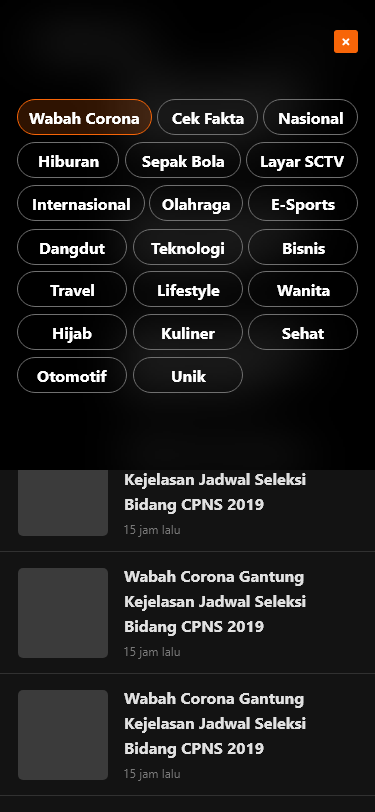 Wabah Corona
Cek Fakta
Nasional
Hiburan
Sepak Bola
Layar SCTV
Internasional
Olahraga
E-Sports
Dangdut
Teknologi
Bisnis
Travel
Lifestyle
Wanita
Hijab
Kuliner
Sehat
Otomotif
Unik
Kejelasan Jadwal Seleksi
Bidang CPNS 2019
15 jam lalu
Wabah Corona Gantung
Kejelasan Jadwal Seleksi
Bidang CPNS 2019
15 jam lalu
Wabah Corona Gantung
Kejelasan Jadwal Seleksi
Bidang CPNS 2019
15 jam lalu